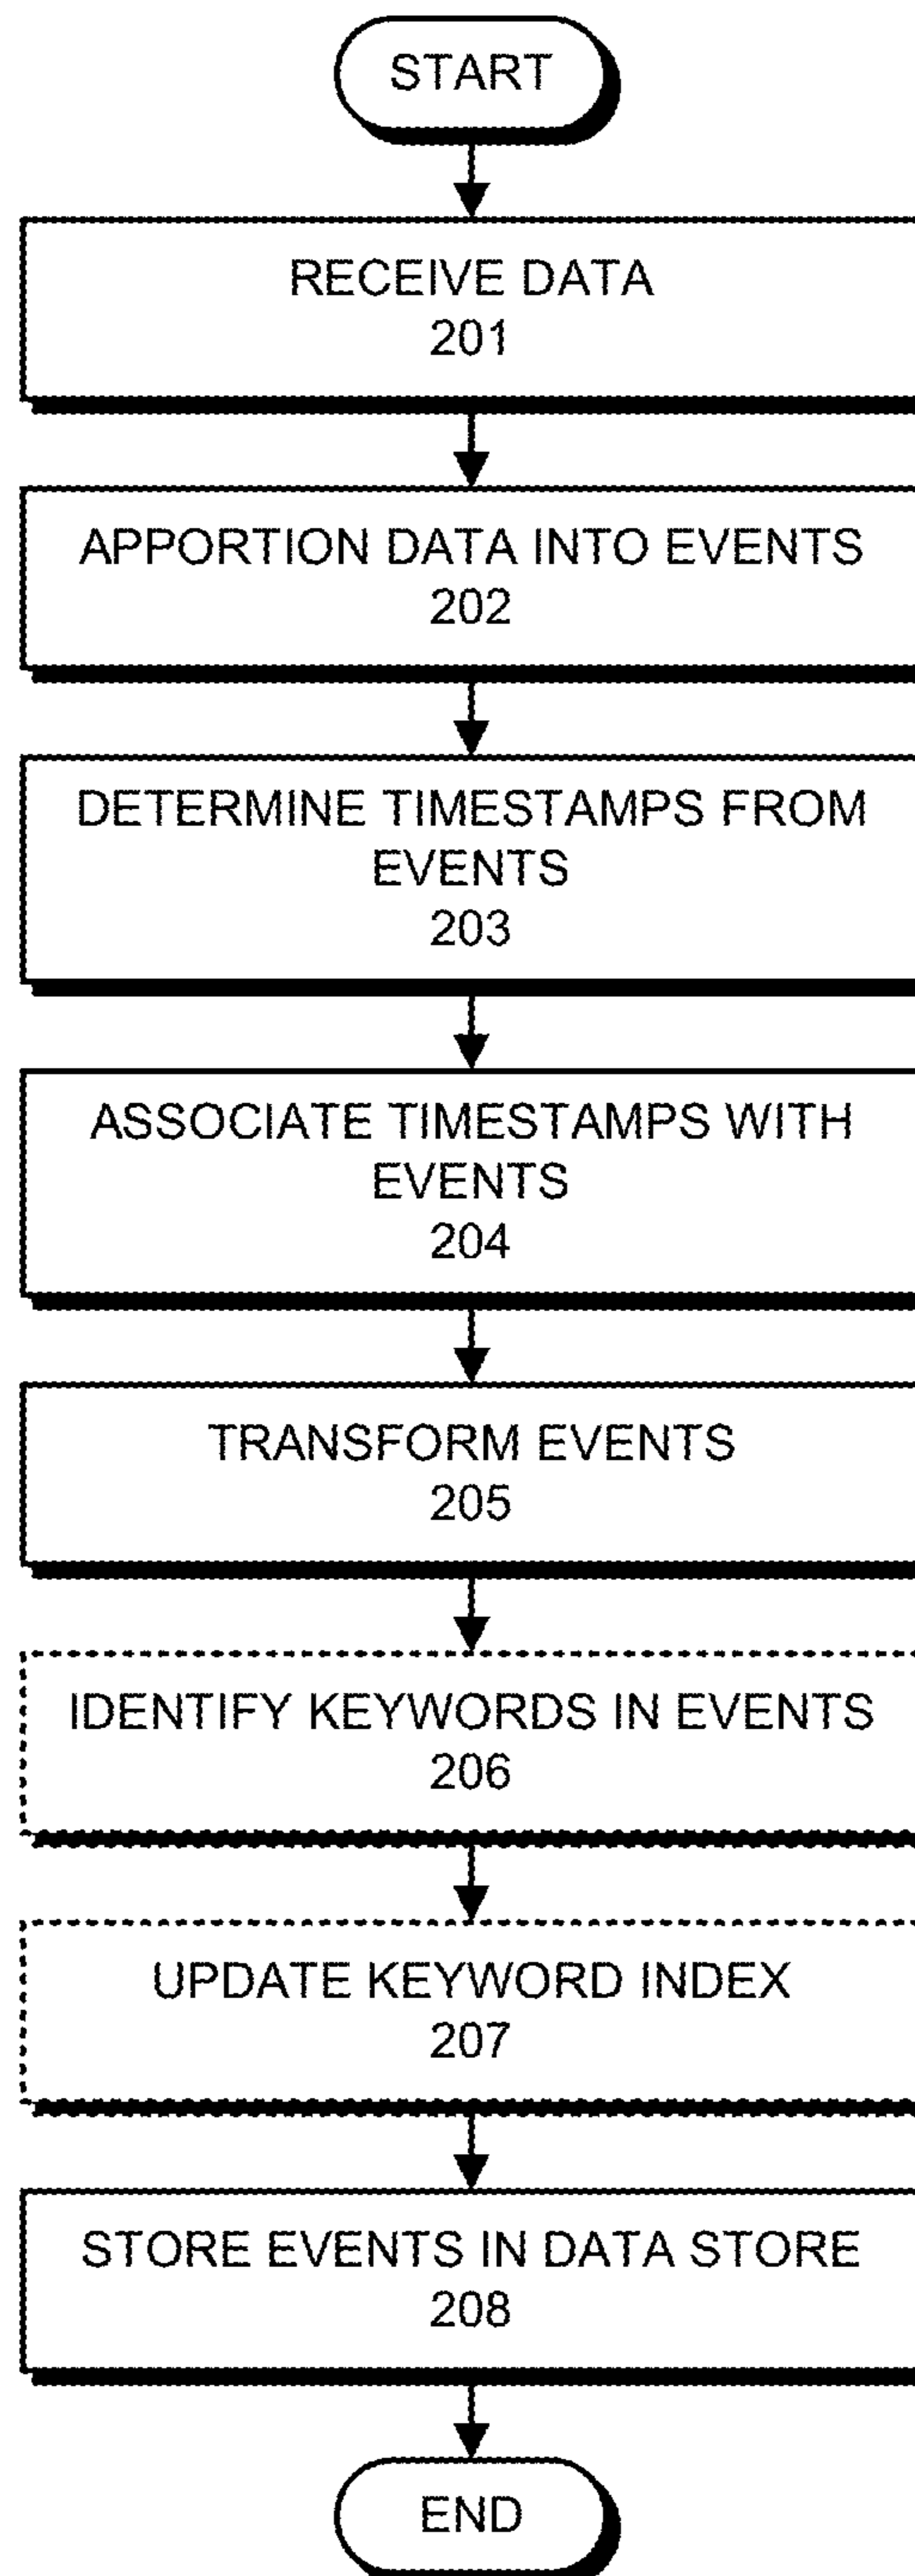 START
RECEIVE DATA
201
APPORTION DATA INTO EVENTS
202
DETERMINE TIMESTAMPS FROM
EVENTS
203
ASSOCIATE TIMESTAMPS WITH
EVENTS
204
TRANSFORM EVENTS
205
IDENTIFY KEYWORDS IN EVENTS
206
UPDATE KEYWORD INDEX
207
STORE EVENTS IN DATA STORE
208
END